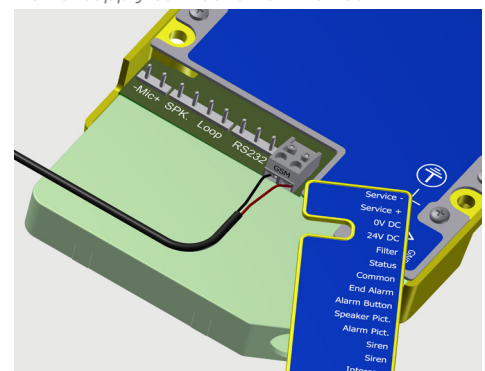 -Mic+ SPK. Loop RS232
GSM
Service -
Service +
0V DC
24V DC
Filter
Status
Common
End Alarm
Alarm Button
Speaker Pict.
Alarm Pict.
Siren
Siren